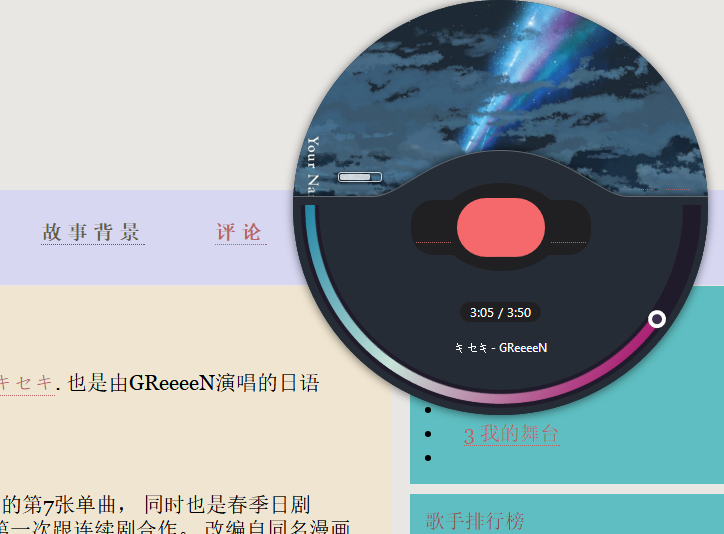 故事背景
评论
Your Na
3:05 / 3:50
キセキ - GReeeeN
キセキ. 也是由GReeeeN演唱的日语
3 我的舞台
的第7张单曲， 同时也是春季日剧
第一次跟连续剧合作。 改编自同名漫画
歌手排行榜